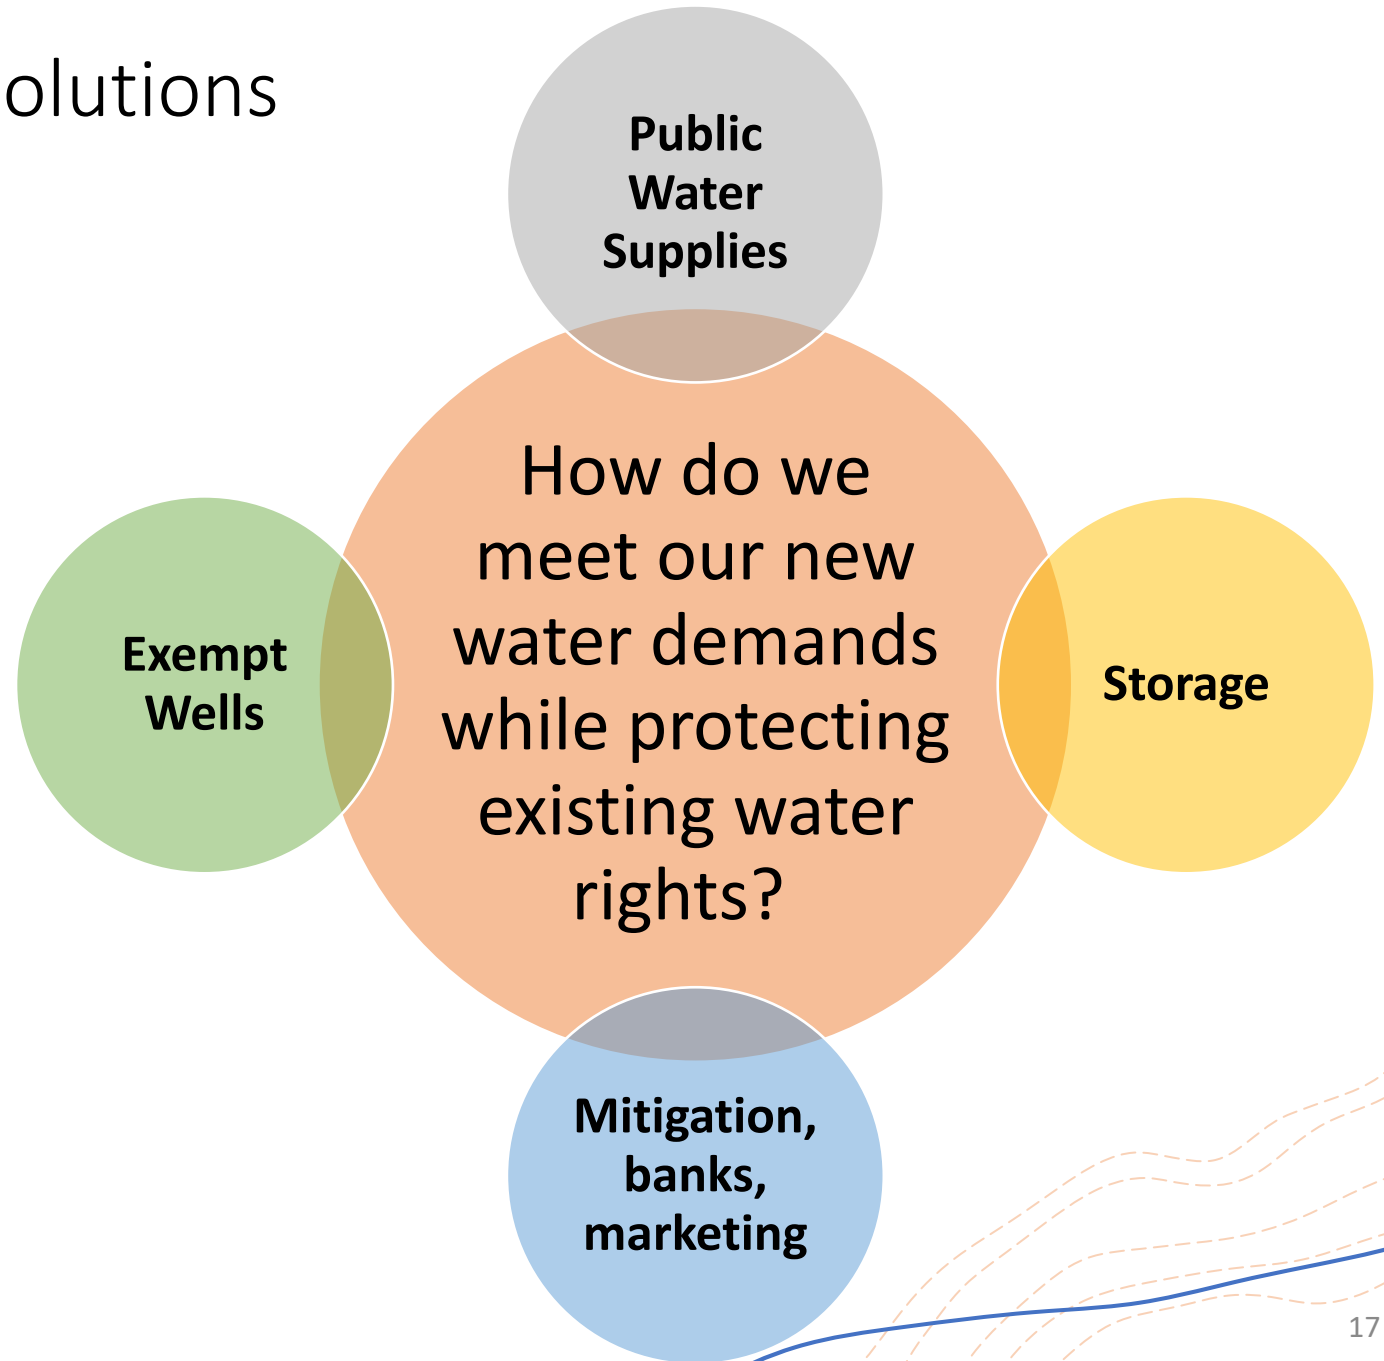 olutions
Public
Water
Supplies
How do we
meet our new
water demands
while protecting
existing water
rights?
Exempt
Wells
Storage
Mitigation,
banks,
marketing
17